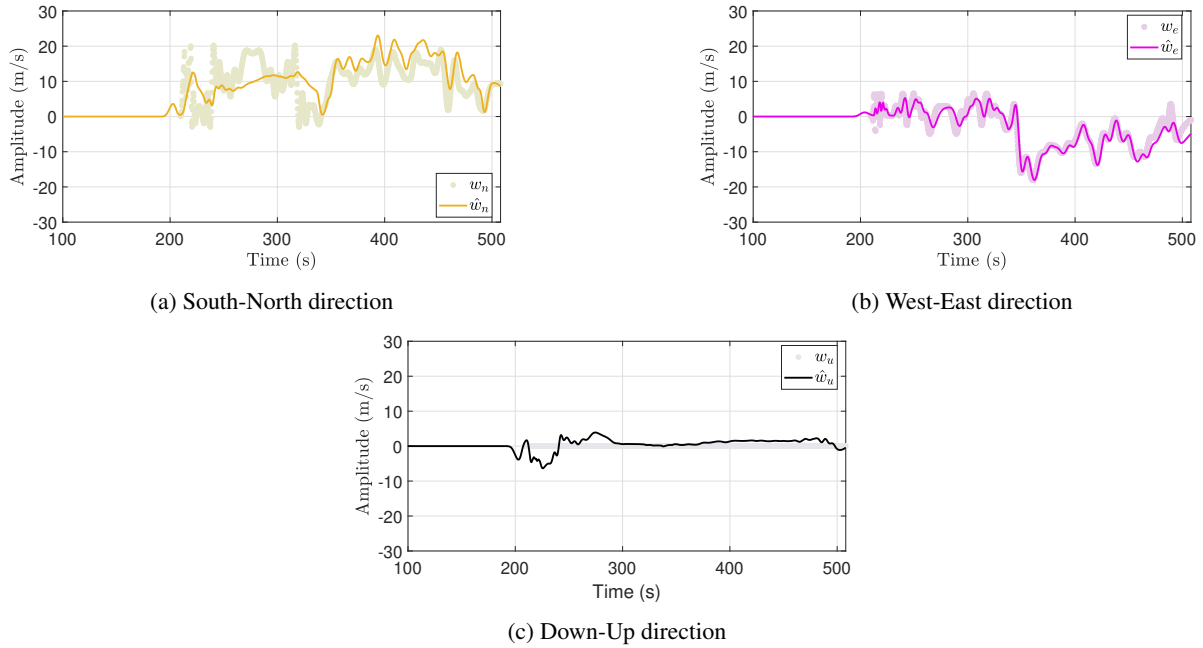 30
20
10
0
-10
-20
-30
Amplitude (m/s)
w_n
ŵ_n
100 200 300 400 500
Time (s)
(a) South-North direction
30
20
10
0
-10
-20
-30
Amplitude (m/s)
w_e
ŵ_e
100 200 300 400 500
Time (s)
(b) West-East direction
30
20
10
0
-10
-20
-30
Amplitude (m/s)
w_u
ŵ_u
100 200 300 400 500
Time (s)
(c) Down-Up direction